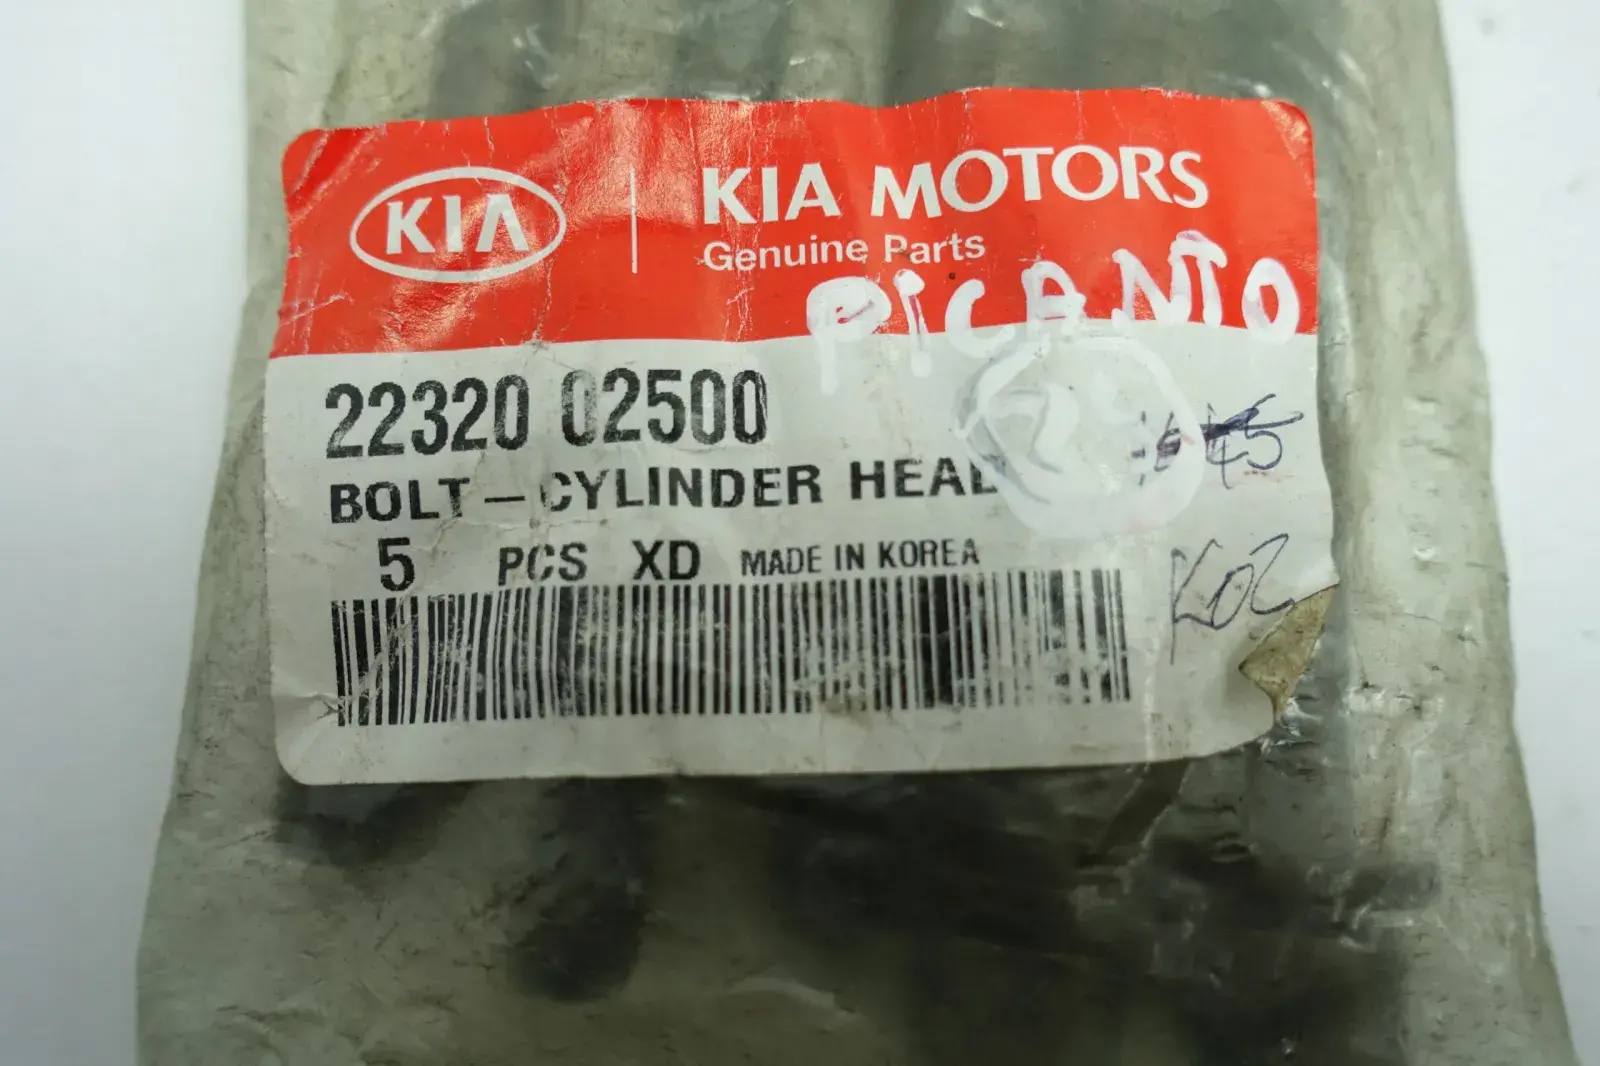 KIA
KIA MOTORS
Genuine Parts
PICANTO
22320 02500
BOLT-CYLINDER HEAD
5 PCS XD MADE IN KOREA